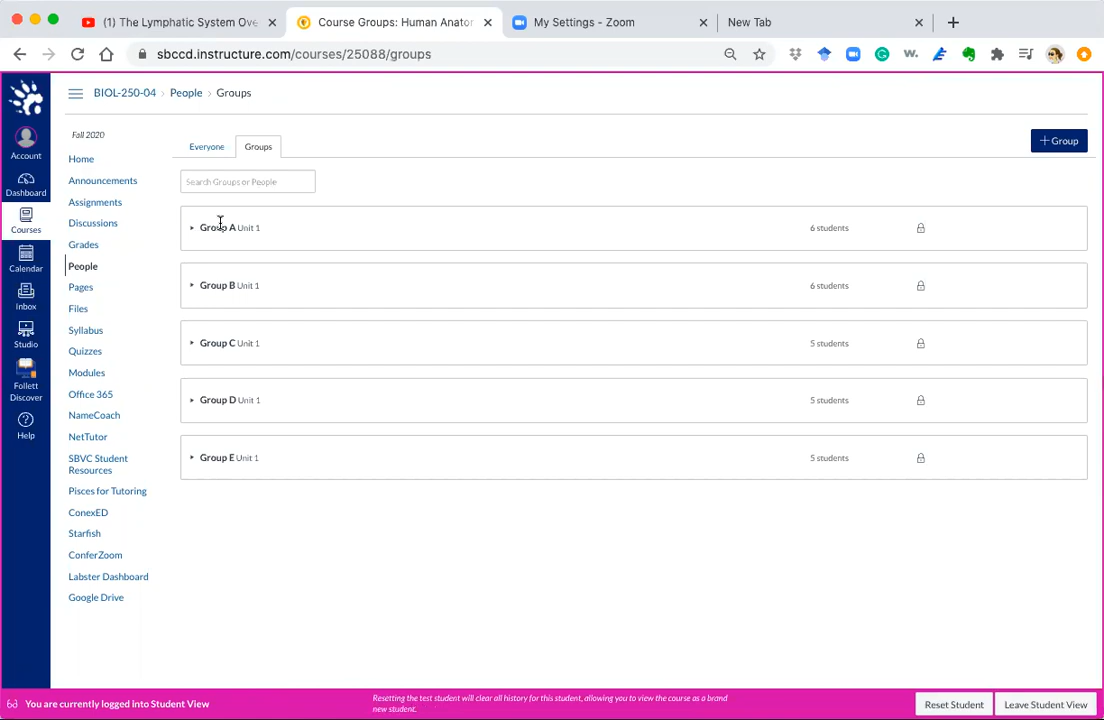 (1) The Lymphatic System Ove
Course Groups: Human Anator
My Settings - Zoom
New Tab
sbccd.instructure.com/courses/25088/groups
BIOL-250-04 > People > Groups
Account
Dashboard
Courses
Calendar
Inbox
Studio
Follett
Discover
Help
Fall 2020
Home
Announcements
Assignments
Discussions
Grades
People
Pages
Files
Syllabus
Quizzes
Modules
Office 365
NameCoach
NetTutor
SBVC Student
Resources
Pisces for Tutoring
ConexED
Starfish
ConferZoom
Labster Dashboard
Google Drive
Everyone
Groups
+ Group
Search Groups or People
Group A Unit 1 6 students
Group B Unit 1 6 students
Group C Unit 1 5 students
Group D Unit 1 5 students
Group E Unit 1 5 students
You are currently logged into Student View
Resetting the test student will clear all history for this student, allowing you to view the course as a brand
new student.
Reset Student
Leave Student View